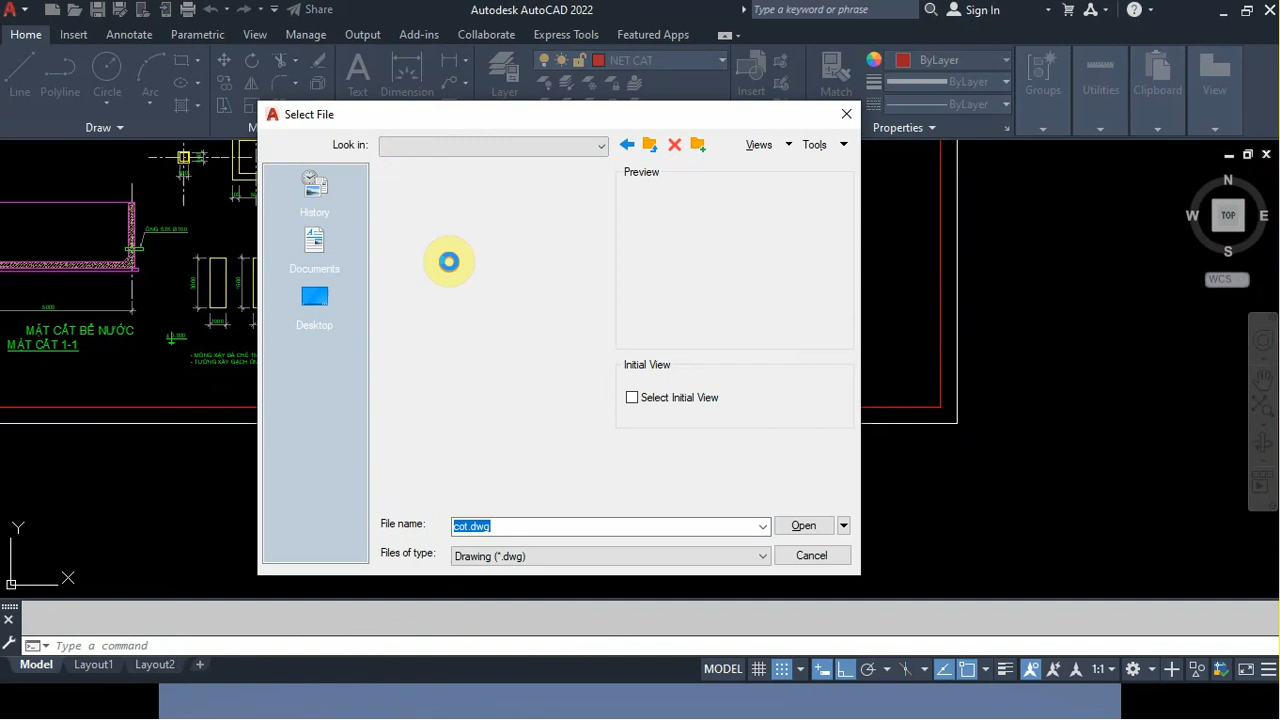 Share
Autodesk AutoCAD 2022
Type a keyword or phrase
Sign In
Home
Insert
Annotate
Parametric
View
Manage
Output
Add-ins
Collaborate
Express Tools
Featured Apps
Line
Polyline
Circle
Arc
Text
Dimension
Layer
NET CAT
Insert
Match
ByLayer
ByLayer
ByLayer
Groups
Utilities
Clipboard
View
Draw
M
Properties
Select File
Look in:
Views
Tools
History
Documents
Desktop
Preview
Initial View
Select Initial View
File name:
cot.dwg
Open
Files of type:
Drawing (*.dwg)
Cancel
N
W
TOP
E
S
WCS
MẶT CẮT BỂ NƯỚC
MẶT CẮT 1-1
Y
X
Type a command
Model
Layout1
Layout2
MODEL
1:1